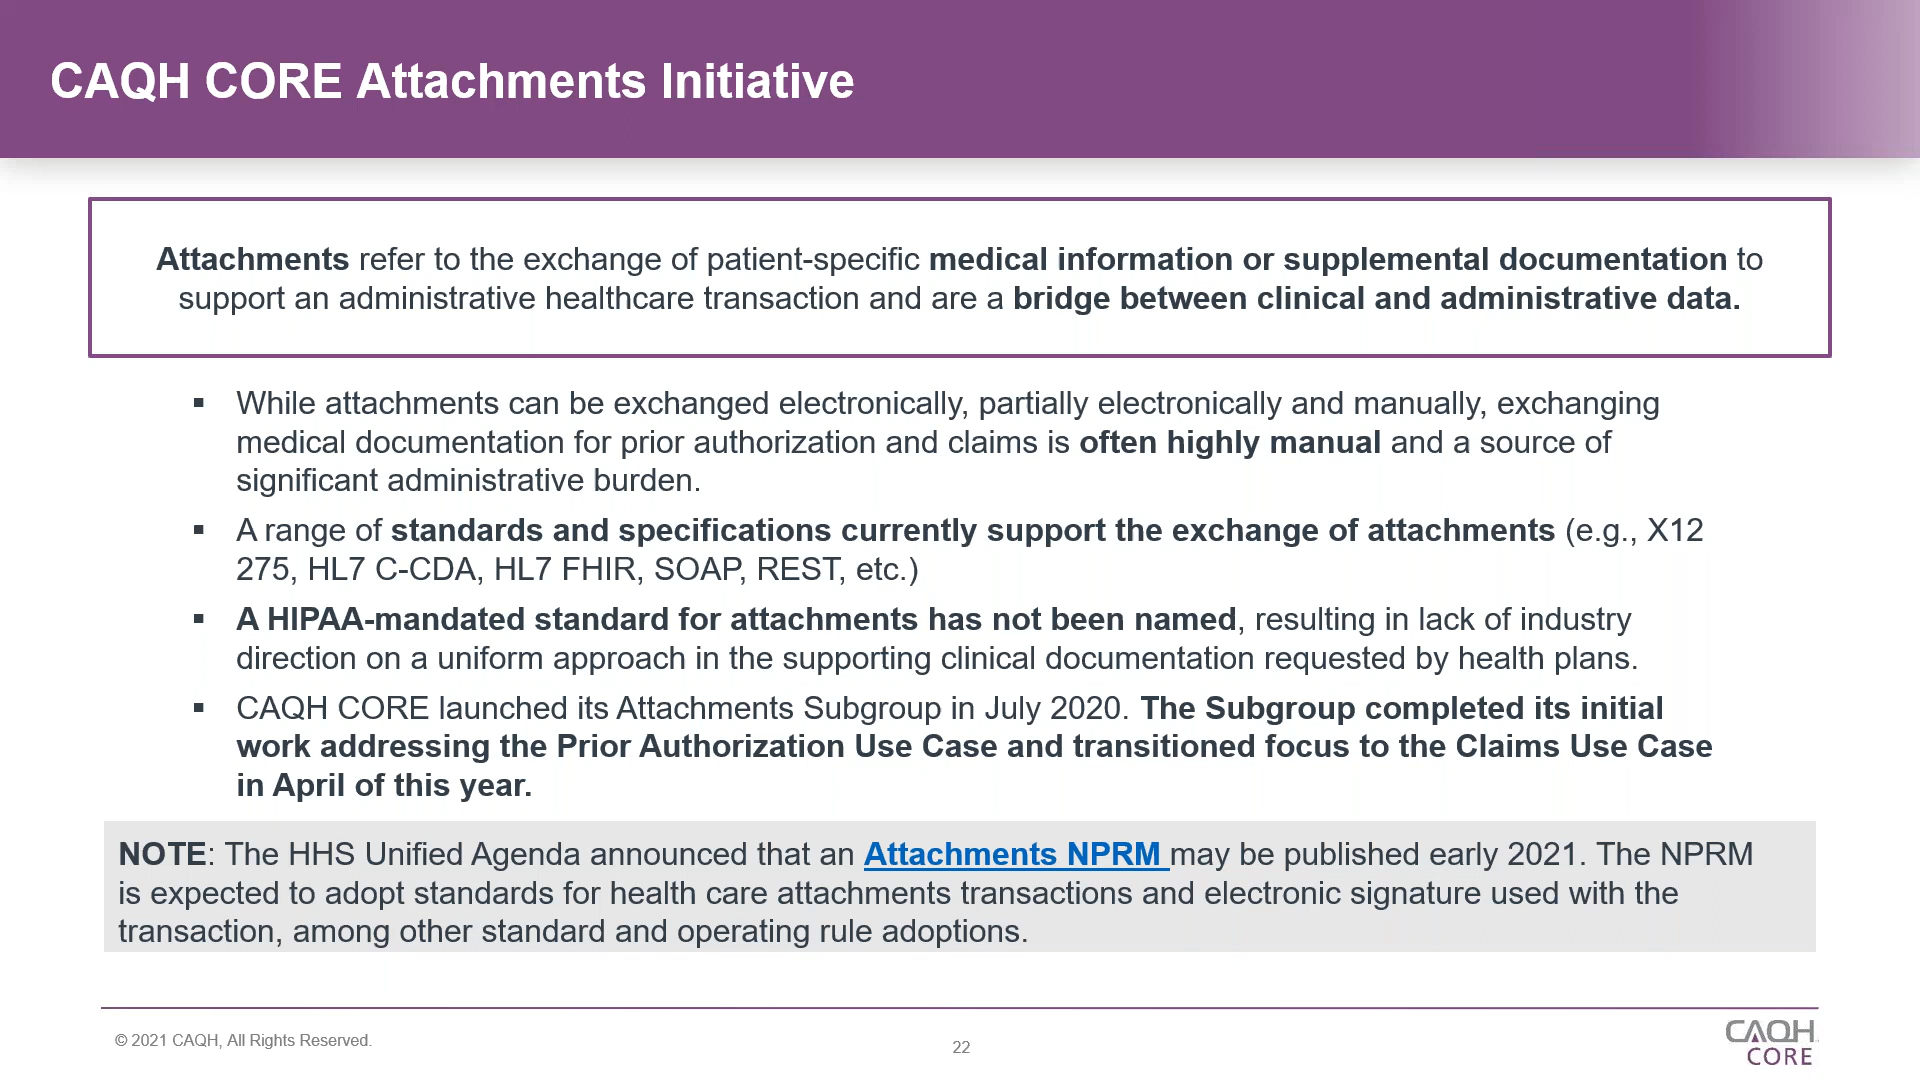 CAQH CORE Attachments Initiative
Attachments refer to the exchange of patient-specific medical information or supplemental documentation to
support an administrative healthcare transaction and are a bridge between clinical and administrative data.
▪ While attachments can be exchanged electronically, partially electronically and manually, exchanging
medical documentation for prior authorization and claims is often highly manual and a source of
significant administrative burden.
▪ A range of standards and specifications currently support the exchange of attachments (e.g., X12
275, HL7 C-CDA, HL7 FHIR, SOAP, REST, etc.)
▪ A HIPAA-mandated standard for attachments has not been named, resulting in lack of industry
direction on a uniform approach in the supporting clinical documentation requested by health plans.
▪ CAQH CORE launched its Attachments Subgroup in July 2020. The Subgroup completed its initial
work addressing the Prior Authorization Use Case and transitioned focus to the Claims Use Case
in April of this year.
NOTE: The HHS Unified Agenda announced that an Attachments NPRM may be published early 2021. The NPRM
is expected to adopt standards for health care attachments transactions and electronic signature used with the
transaction, among other standard and operating rule adoptions.
© 2021 CAQH, All Rights Reserved.
22
CAQH
CORE